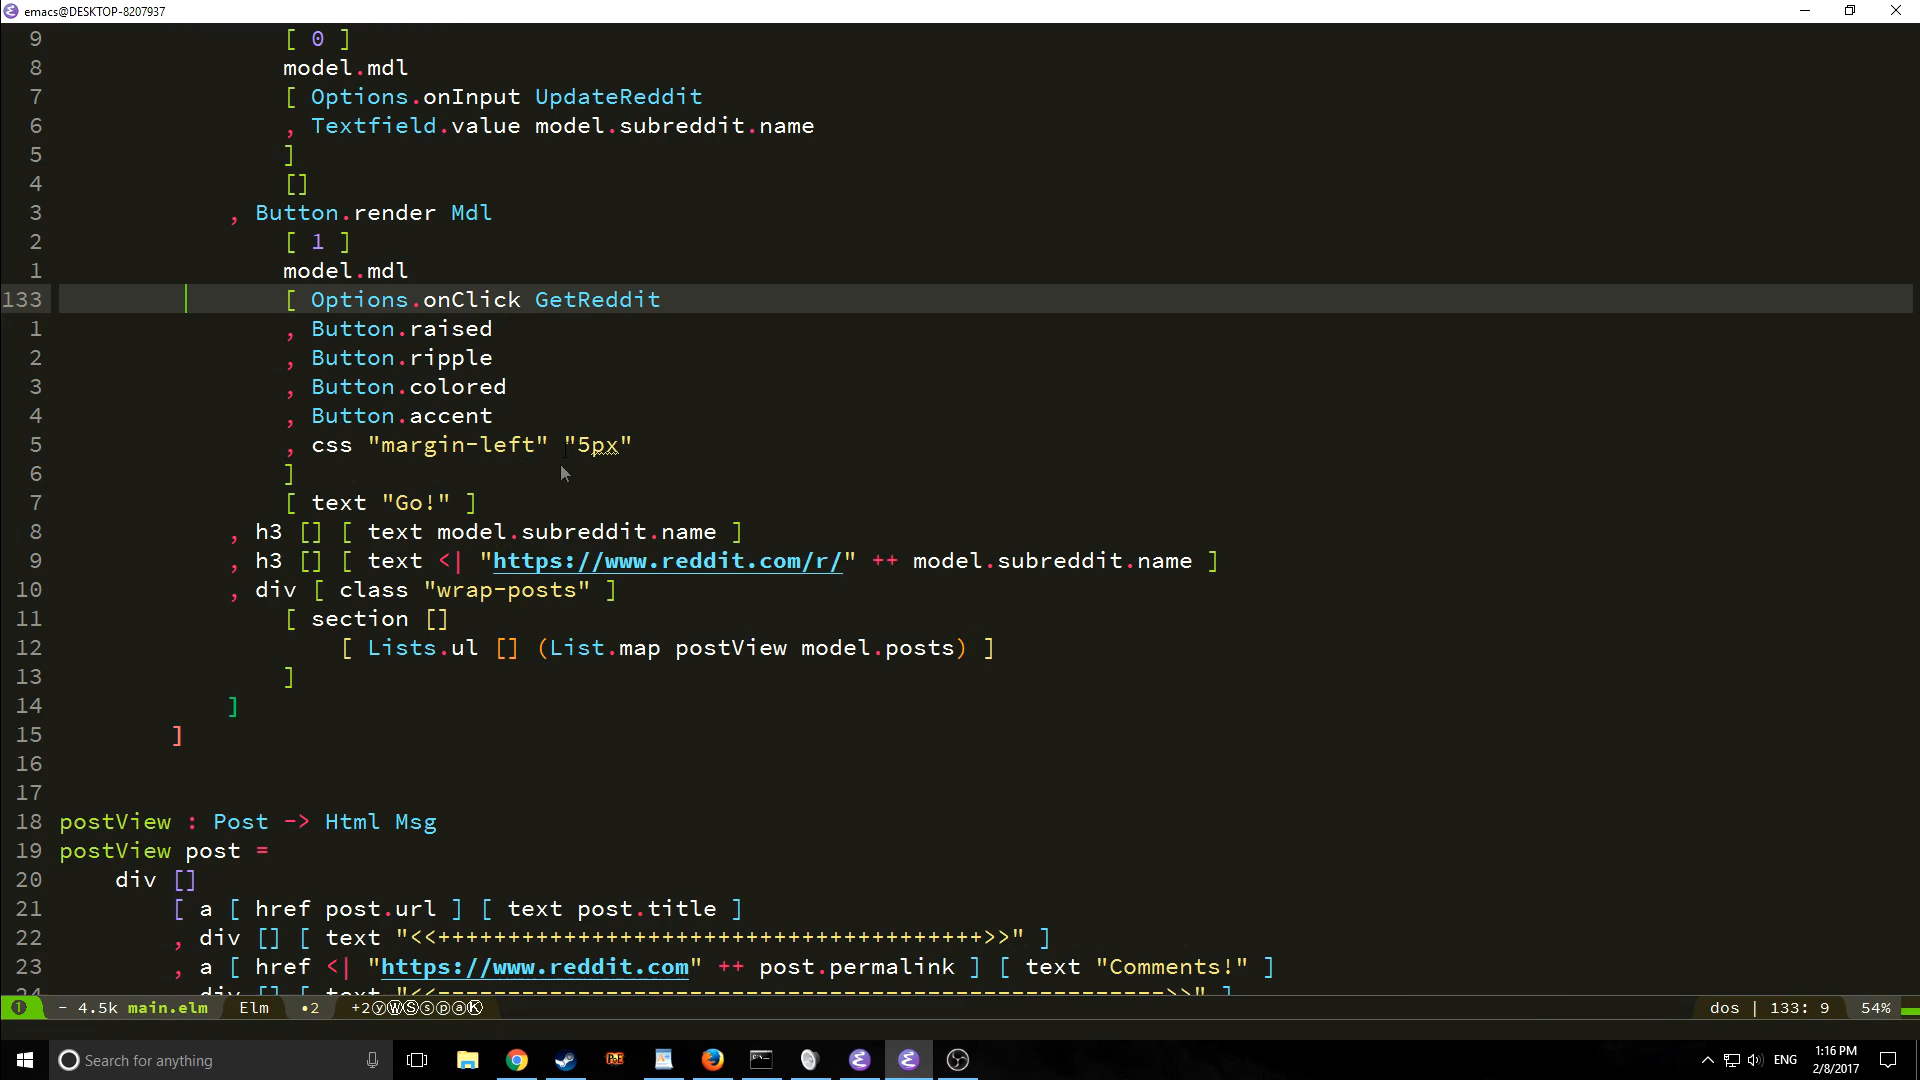 emacs@DESKTOP-8207937
9 [ 0 ]
8 model.mdl
7 [ Options.onInput UpdateReddit
6 , Textfield.value model.subreddit.name
5 ]
4 []
3 , Button.render Mdl
2 [ 1 ]
1 model.mdl
133 [ Options.onClick GetReddit
1 , Button.raised
2 , Button.ripple
3 , Button.colored
4 , Button.accent
5 , css "margin-left" "5px"
6 ]
7 [ text "Go!" ]
8 , h3 [] [ text model.subreddit.name ]
9 , h3 [] [ text <| "https://www.reddit.com/r/" ++ model.subreddit.name ]
10 , div [ class "wrap-posts" ]
11 [ section []
12 [ Lists.ul [] (List.map postView model.posts) ]
13 ]
14 ]
15 ]
16
17
18 postView : Post -> Html Msg
19 postView post =
20 div []
21 [ a [ href post.url ] [ text post.title ]
22 , div [] [ text "<<+++++++++++++++++++++++++++++++++++++++>>" ]
23 , a [ href <| "https://www.reddit.com" ++ post.permalink ] [ text "Comments!" ]
1 - 4.5k main.elm Elm •2 +2ⓨⓌⓈⓢⓟⓐⓀ dos | 133: 9 54%
Search for anything PoE ENG 1:16 PM
2/8/2017